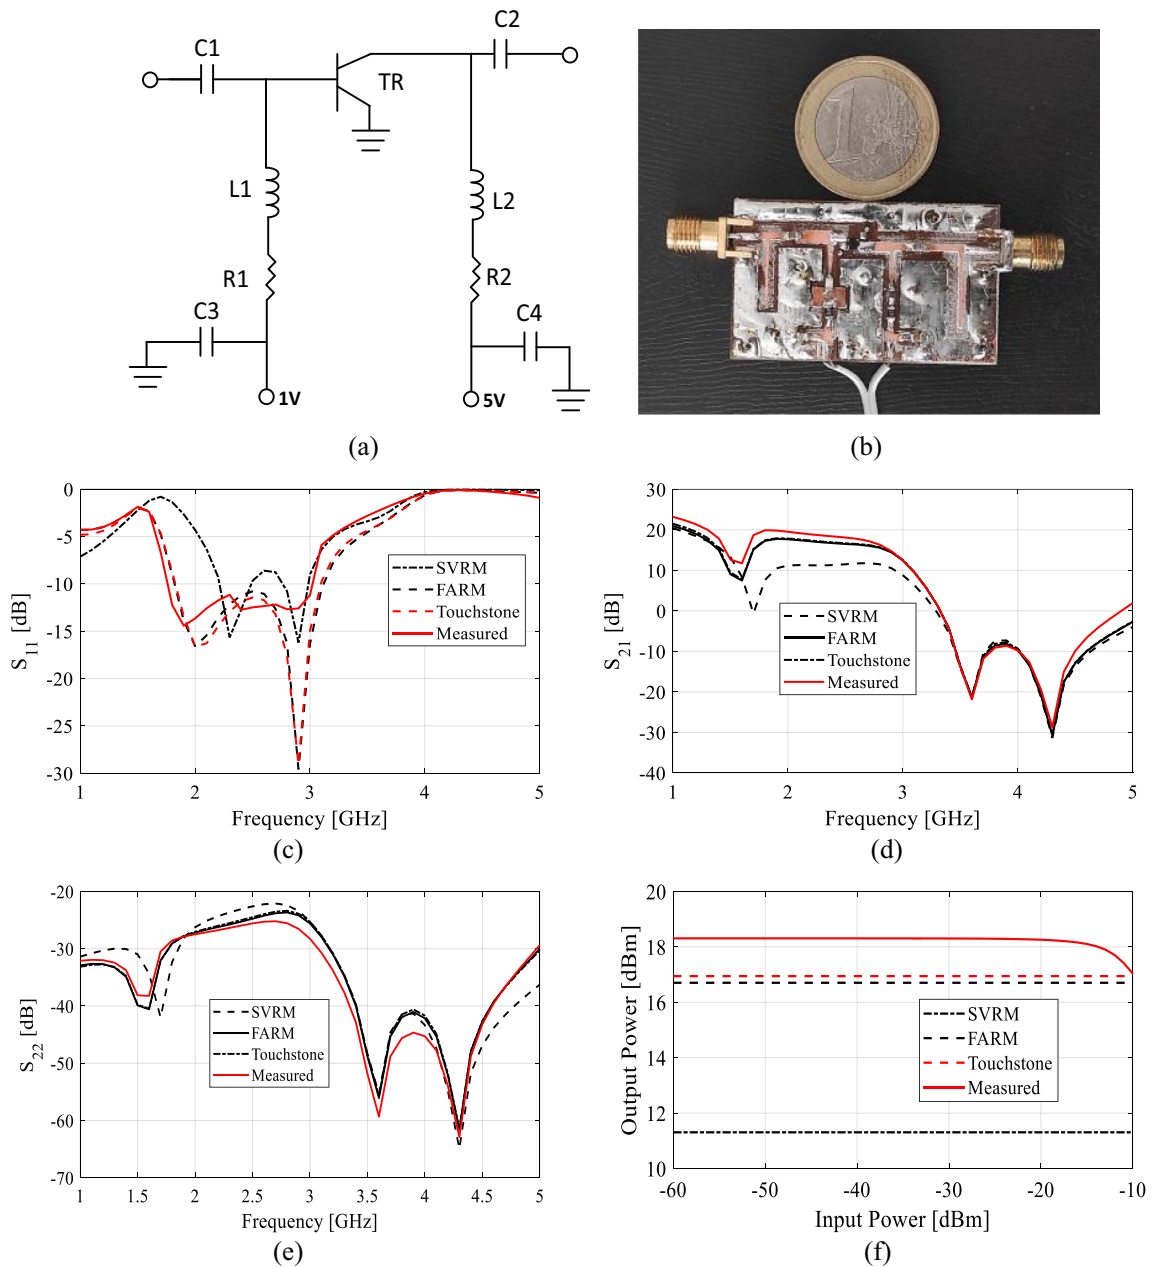 C1
C2
TR
L1
L2
R1
R2
C3
C4
1V
5V
(a)
1
(b)
0
-5
-10
-15
-20
-25
-30
S11 [dB]
SVRM
FARM
Touchstone
Measured
1 2 3 4 5
Frequency [GHz]
(c)
30
20
10
0
-10
-20
-30
-40
S21 [dB]
SVRM
FARM
Touchstone
Measured
1 2 3 4 5
Frequency [GHz]
(d)
-20
-30
-40
-50
-60
-70
S22 [dB]
SVRM
FARM
Touchstone
Measured
1 1.5 2 2.5 3 3.5 4 4.5 5
Frequency [GHz]
(e)
20
18
16
14
12
10
Output Power [dBm]
SVRM
FARM
Touchstone
Measured
-60 -50 -40 -30 -20 -10
Input Power [dBm]
(f)